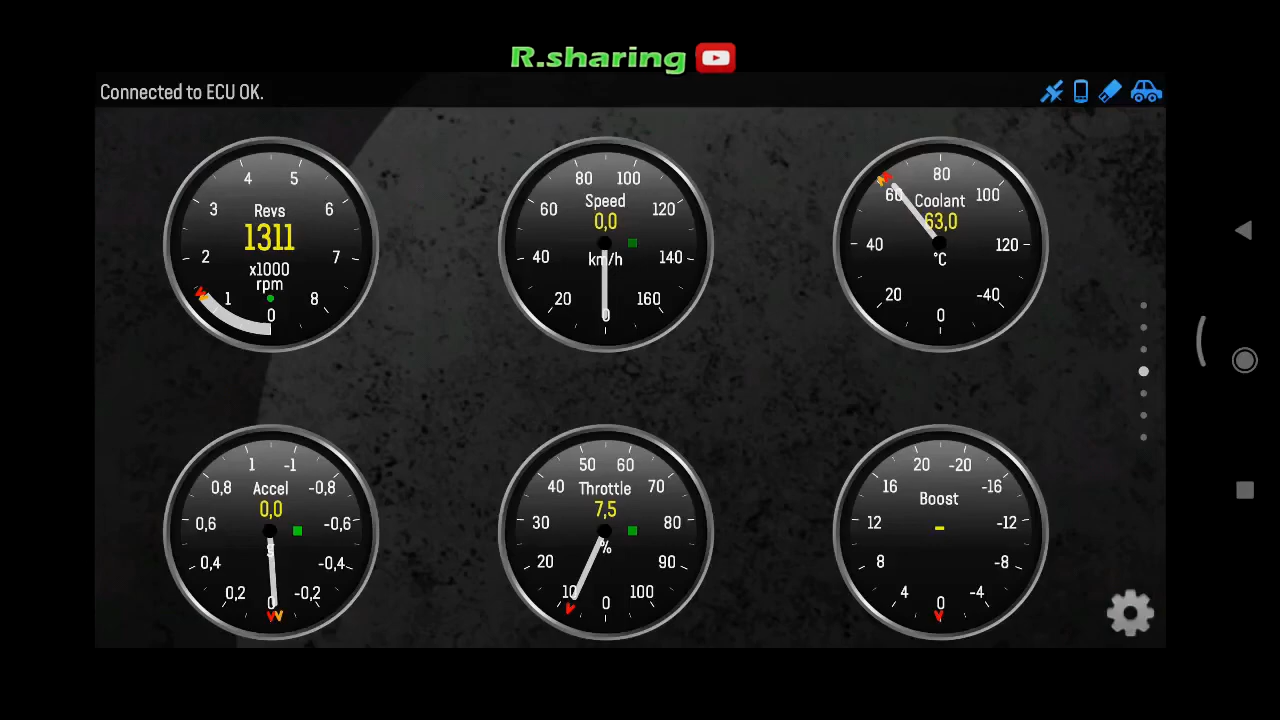 R.sharing
Connected to ECU OK.
4 5
3 6
Revs
1311
2 7
x1000
rpm
1 8
0
80 100
Speed
60 120
0,0
40 km/h 140
20 160
0
80
60 Coolant 100
63,0
40 120
°C
20 -40
0
1 -1
0,8 Accel -0,8
0,0
0,6 -0,6
g
0,4 -0,4
0,2 -0,2
0
50 60
40 Throttle 70
7,5
30 80
%
20 90
10 100
0
20 -20
16 -16
Boost
12 - -12
8 -8
4 -4
0